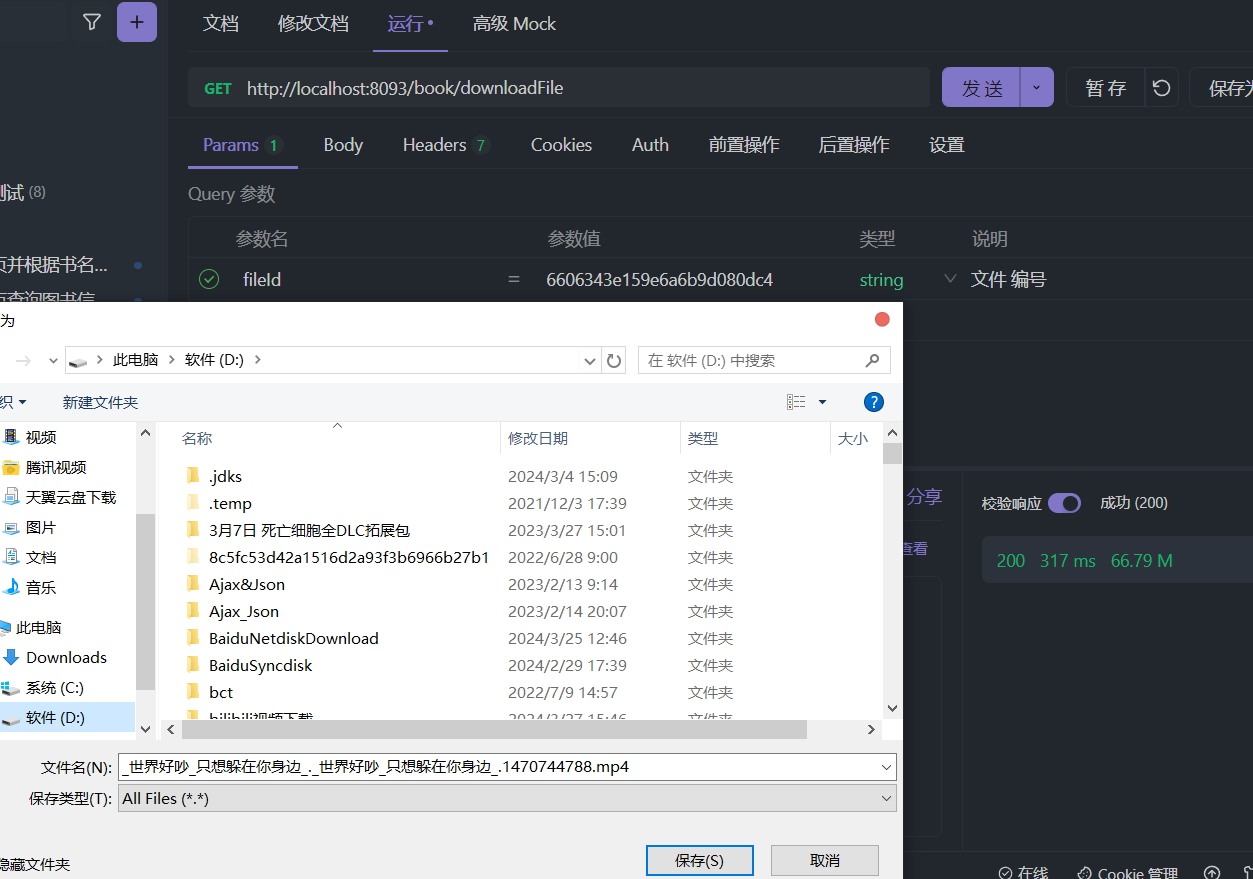 文档 修改文档 运行 高级 Mock
GET http://localhost:8093/book/downloadFile 发 送 暂 存 保存为
Params 1 Body Headers 7 Cookies Auth 前置操作 后置操作 设置
Query 参数
测试 (8)
参数名 参数值 类型 说明
页并根据书名...
fileId = 6606343e159e6a6b9d080dc4 string 文件 编号
查询图书信
为
此电脑 软件 (D:) 在 软件 (D:) 中搜索
织 新建文件夹
名称 修改日期 类型 大小
视频
腾讯视频
天翼云盘下载
图片
文档
音乐
此电脑
Downloads
系统 (C:)
软件 (D:)
.jdks 2024/3/4 15:09 文件夹
.temp 2021/12/3 17:39 文件夹
3月7日 死亡细胞全DLC拓展包 2023/3/27 15:01 文件夹
8c5fc53d42a1516d2a93f3b6966b27b1 2022/6/28 9:00 文件夹
Ajax&Json 2023/2/13 9:14 文件夹
Ajax_Json 2023/2/14 20:07 文件夹
BaiduNetdiskDownload 2024/3/25 12:46 文件夹
BaiduSyncdisk 2024/2/29 17:39 文件夹
bct 2022/7/9 14:57 文件夹
bilibili视频下载 2024/3/27 15:46 文件夹
分享 校验响应 成功 (200)
查看
200 317 ms 66.79 M
文件名(N): _世界好吵_只想躲在你身边_._世界好吵_只想躲在你身边_.1470744788.mp4
保存类型(T): All Files (*.*)
隐藏文件夹 保存(S) 取消
在线 Cookie 管理